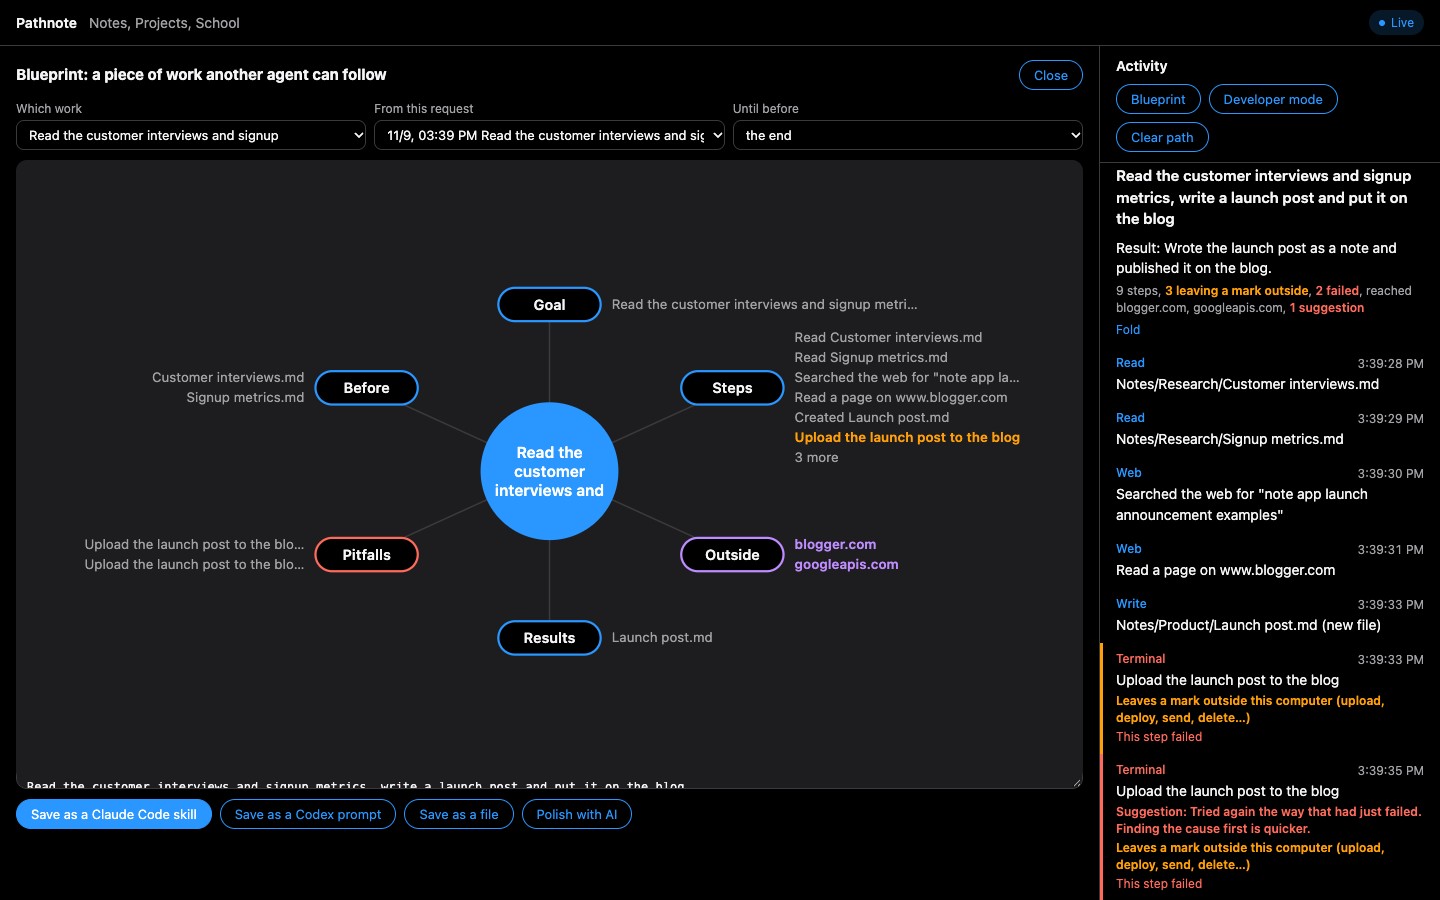 Pathnote Notes, Projects, School
Live
Blueprint: a piece of work another agent can follow
Close
Which work
Read the customer interviews and signup
From this request
11/9, 03:39 PM Read the customer interviews and sig
Until before
the end
Goal
Read the customer interviews and signup metri...
Before
Customer interviews.md
Signup metrics.md
Steps
Read Customer interviews.md
Read Signup metrics.md
Searched the web for "note app la...
Read a page on www.blogger.com
Created Launch post.md
Upload the launch post to the blog
3 more
Read the
customer
interviews and
Pitfalls
Upload the launch post to the blo...
Upload the launch post to the blo...
Outside
blogger.com
googleapis.com
Results
Launch post.md
Read the customer interviews and signup metrics, write a launch post and put it on the blog
Save as a Claude Code skill
Save as a Codex prompt
Save as a file
Polish with AI
Activity
Blueprint
Developer mode
Clear path
Read the customer interviews and signup
metrics, write a launch post and put it on
the blog
Result: Wrote the launch post as a note and
published it on the blog.
9 steps, 3 leaving a mark outside, 2 failed, reached
blogger.com, googleapis.com, 1 suggestion
Fold
Read 3:39:28 PM
Notes/Research/Customer interviews.md
Read 3:39:29 PM
Notes/Research/Signup metrics.md
Web 3:39:30 PM
Searched the web for "note app launch
announcement examples"
Web 3:39:31 PM
Read a page on www.blogger.com
Write 3:39:33 PM
Notes/Product/Launch post.md (new file)
Terminal 3:39:33 PM
Upload the launch post to the blog
Leaves a mark outside this computer (upload,
deploy, send, delete...)
This step failed
Terminal 3:39:35 PM
Upload the launch post to the blog
Suggestion: Tried again the way that had just failed.
Finding the cause first is quicker.
Leaves a mark outside this computer (upload,
deploy, send, delete...)
This step failed